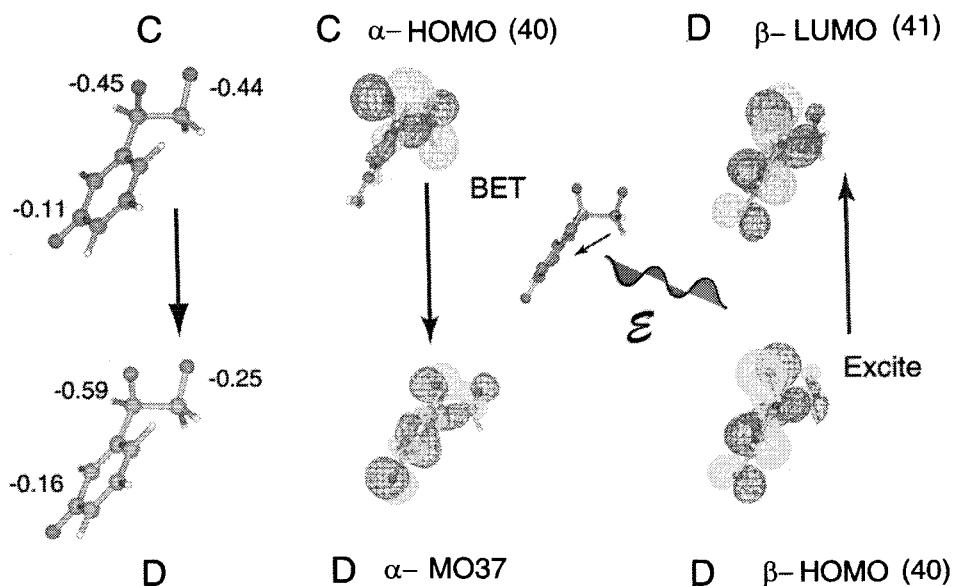 C
C α– HOMO (40)
D β– LUMO (41)
-0.45
-0.44
-0.11
BET
ℰ
Excite
-0.59
-0.25
-0.16
D
D α– MO37
D β– HOMO (40)